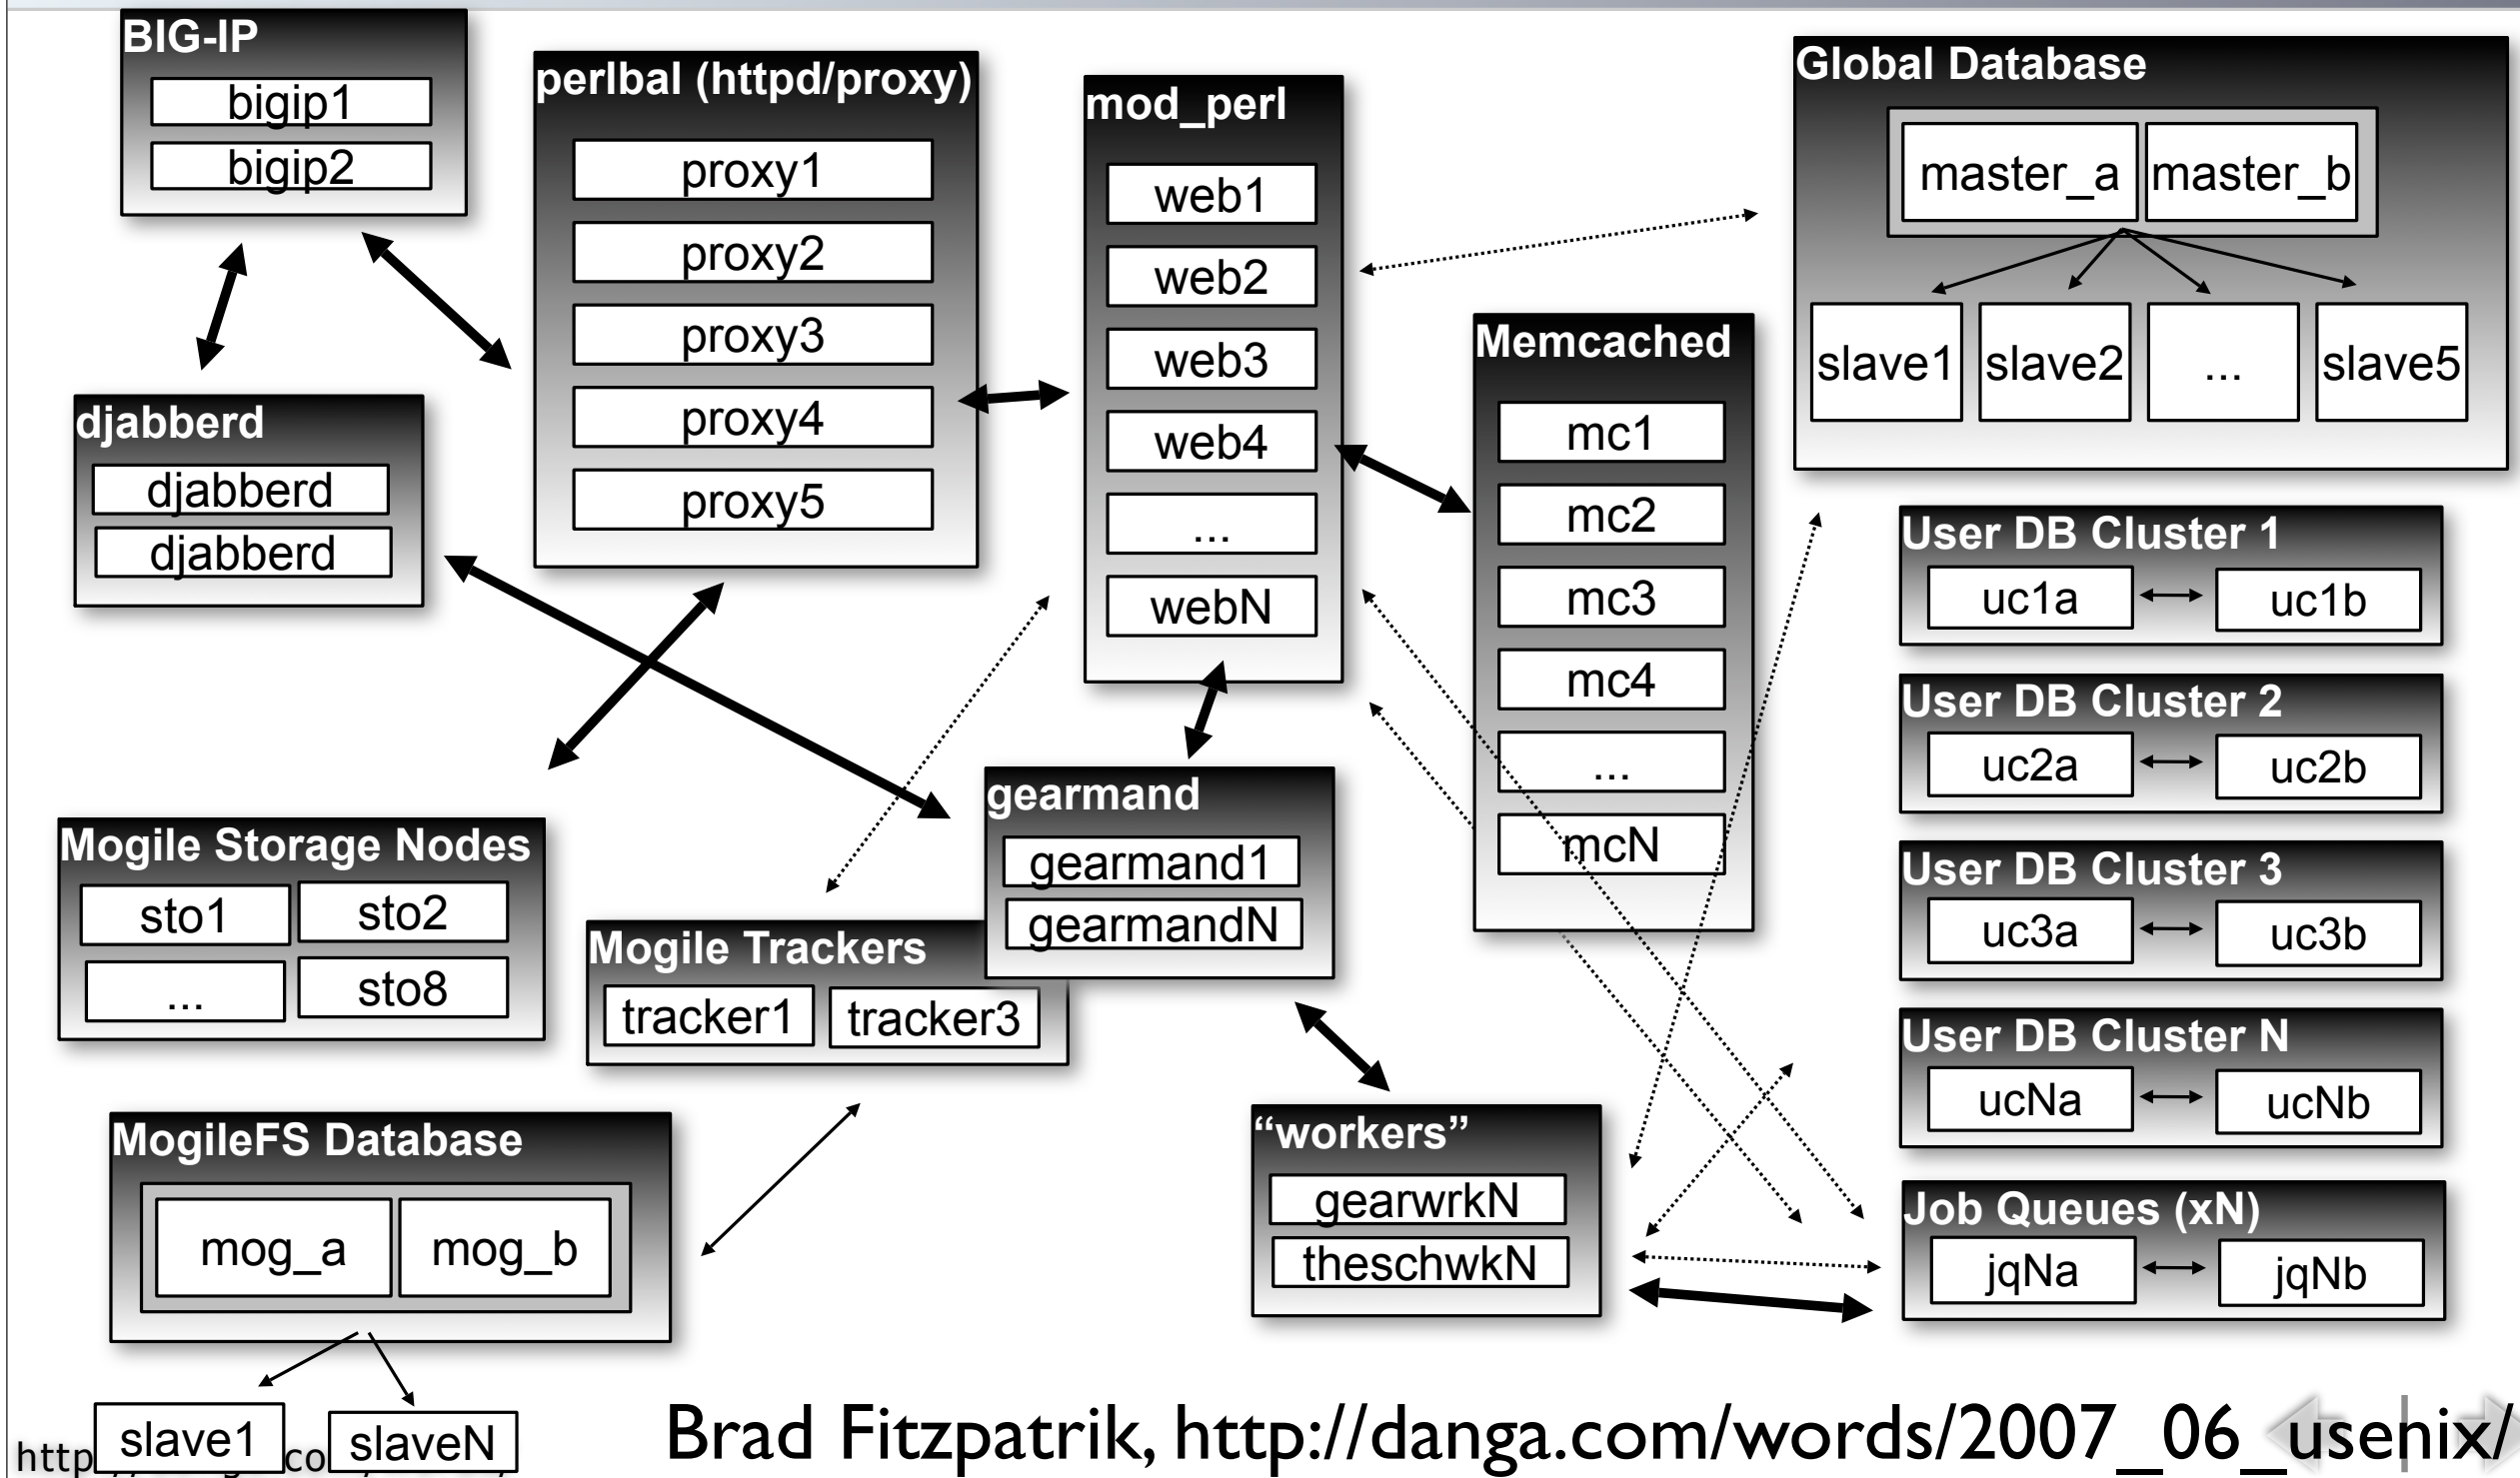 BIG-IP
bigip1
bigip2
perlbal (httpd/proxy)
proxy1
proxy2
proxy3
proxy4
proxy5
mod_perl
web1
web2
web3
web4
...
webN
Global Database
master_a
master_b
slave1
slave2
...
slave5
Memcached
mc1
mc2
mc3
mc4
...
mcN
djabberd
djabberd
djabberd
User DB Cluster 1
uc1a
uc1b
User DB Cluster 2
uc2a
uc2b
User DB Cluster 3
uc3a
uc3b
User DB Cluster N
ucNa
ucNb
gearmand
gearmand1
gearmandN
Mogile Storage Nodes
sto1
sto2
...
sto8
Mogile Trackers
tracker1
tracker3
MogileFS Database
mog_a
mog_b
slave1
slaveN
“workers”
gearwrkN
theschwkN
Job Queues (xN)
jqNa
jqNb
Brad Fitzpatrik, http://danga.com/words/2007_06_usenix/